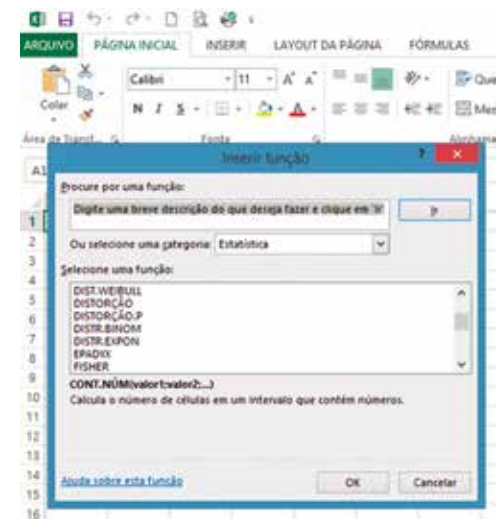 ARQUIVO PÁGINA INICIAL INSERIR LAYOUT DA PÁGINA FÓRMULAS
Calibri 11 A A
Colar N I S A
Área de Transf... Fonte
Inserir função ?
A1
Procure por uma função:
Digite uma breve descrição do que deseja fazer e clique em 'Ir' Ir
Ou selecione uma categoria: Estatística
Selecione uma função:
DIST.WEIBULL
DISTORÇÃO
DISTORÇÃO.P
DISTR.BINOM
DISTR.EXPON
EPADYX
FISHER
CONT.NÚM(valor1;valor2;...)
Calcula o número de células em um intervalo que contém números.
Ajuda sobre esta função OK Cancelar
1
2
3
4
5
6
7
8
9
10
11
12
13
14
15
16